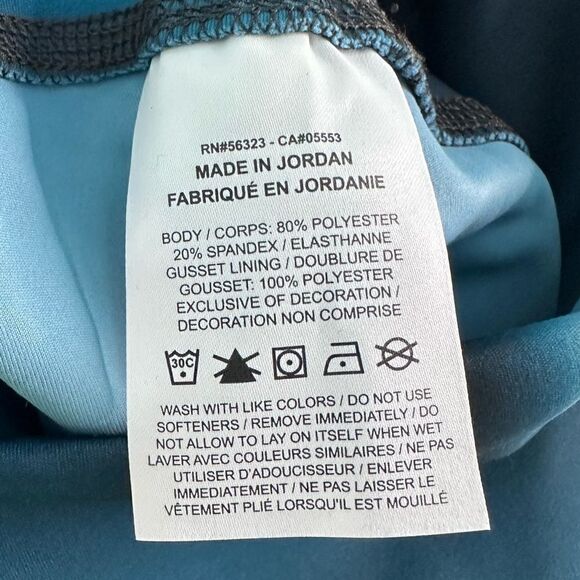 RN#56323 - CA#05553
MADE IN JORDAN
FABRIQUÉ EN JORDANIE
BODY / CORPS: 80% POLYESTER
20% SPANDEX / ELASTHANNE
GUSSET LINING / DOUBLURE DE
GOUSSET: 100% POLYESTER
EXCLUSIVE OF DECORATION /
DECORATION NON COMPRISE
30C
WASH WITH LIKE COLORS / DO NOT USE
SOFTENERS / REMOVE IMMEDIATELY / DO
NOT ALLOW TO LAY ON ITSELF WHEN WET
LAVER AVEC COULEURS SIMILAIRES / NE PAS
UTILISER D'ADOUCISSEUR / ENLEVER
IMMEDIATEMENT / NE PAS LAISSER LE
VÊTEMENT PLIÉ LORSQU'IL EST MOUILLÉ